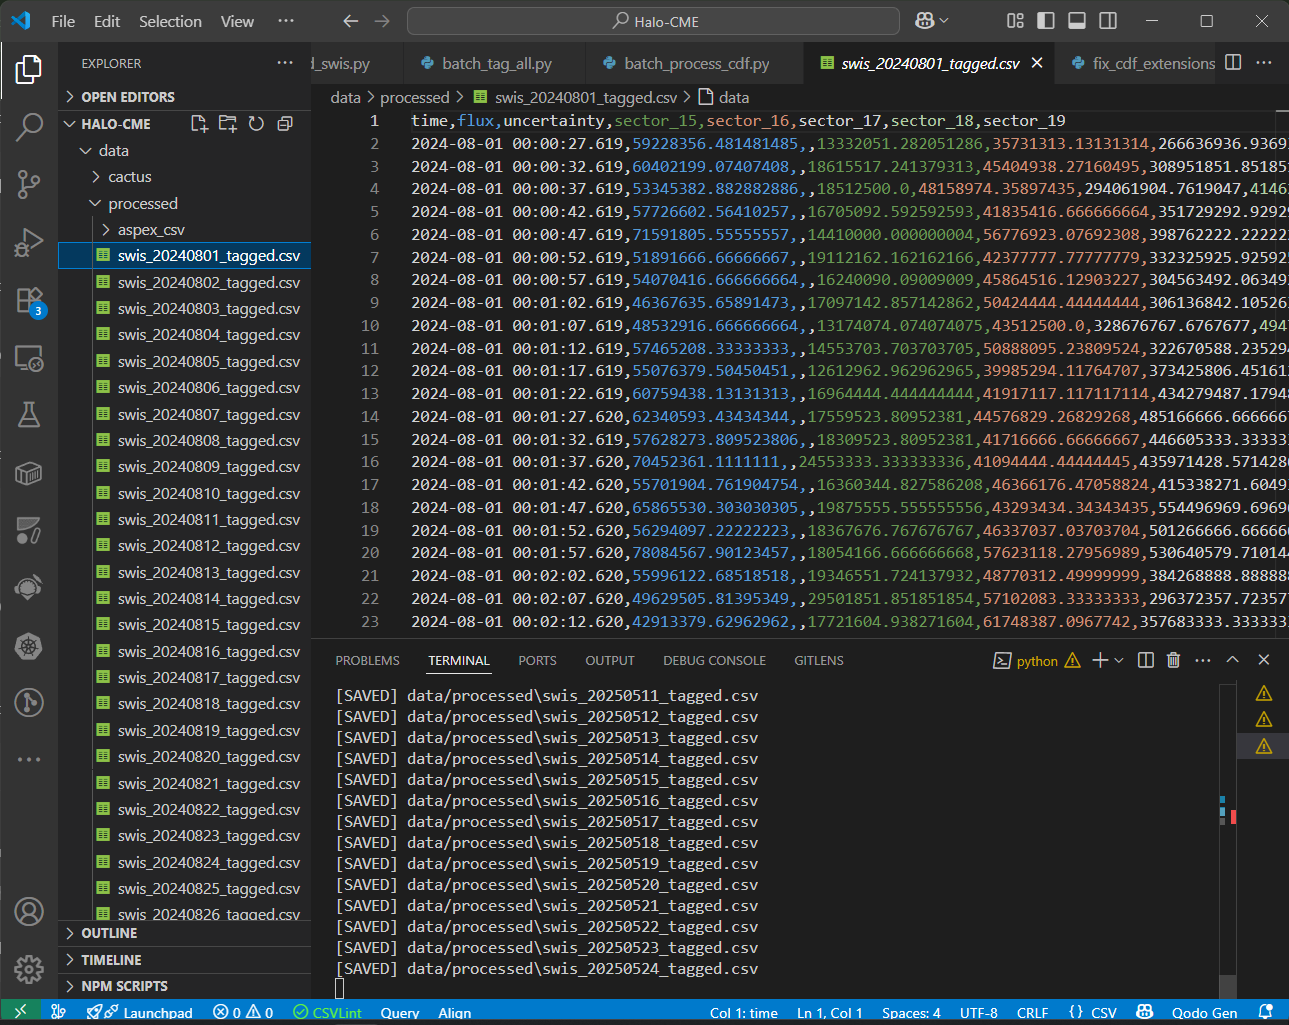 File Edit Selection View ··· Halo-CME
EXPLORER ···
d_swis.py batch_tag_all.py batch_process_cdf.py swis_20240801_tagged.csv fix_cdf_extensions ···
data > processed > swis_20240801_tagged.csv > data
OPEN EDITORS
HALO-CME
data
cactus
processed
aspex_csv
swis_20240801_tagged.csv
swis_20240802_tagged.csv
swis_20240803_tagged.csv
swis_20240804_tagged.csv
swis_20240805_tagged.csv
swis_20240806_tagged.csv
swis_20240807_tagged.csv
swis_20240808_tagged.csv
swis_20240809_tagged.csv
swis_20240810_tagged.csv
swis_20240811_tagged.csv
swis_20240812_tagged.csv
swis_20240813_tagged.csv
swis_20240814_tagged.csv
swis_20240815_tagged.csv
swis_20240816_tagged.csv
swis_20240817_tagged.csv
swis_20240818_tagged.csv
swis_20240819_tagged.csv
swis_20240820_tagged.csv
swis_20240821_tagged.csv
swis_20240822_tagged.csv
swis_20240823_tagged.csv
swis_20240824_tagged.csv
swis_20240825_tagged.csv
swis_20240826_tagged.csv
OUTLINE
TIMELINE
NPM SCRIPTS
3
1 time,flux,uncertainty,sector_15,sector_16,sector_17,sector_18,sector_19
2 2024-08-01 00:00:27.619,59228356.481481485,,13332051.282051286,35731313.13131314,266636936.9369
3 2024-08-01 00:00:32.619,60402199.07407408,,18615517.241379313,45404938.27160495,308951851.85185
4 2024-08-01 00:00:37.619,53345382.882882886,,18512500.0,48158974.35897435,294061904.7619047,4146
5 2024-08-01 00:00:42.619,57726602.56410257,,16705092.592592593,41835416.666666664,351729292.9292
6 2024-08-01 00:00:47.619,71591805.55555557,,14410000.000000004,56776923.07692308,398762222.22222
7 2024-08-01 00:00:52.619,51891666.66666667,,19112162.162162166,42377777.77777779,332325925.92592
8 2024-08-01 00:00:57.619,54070416.666666664,,16240090.09009009,45864516.12903227,304563492.06349
9 2024-08-01 00:01:02.619,46367635.65891473,,17097142.857142862,50424444.44444444,306136842.10526
10 2024-08-01 00:01:07.619,48532916.666666664,,13174074.074074075,43512500.0,328676767.6767677,494
11 2024-08-01 00:01:12.619,57465208.33333333,,14553703.703703705,50888095.23809524,322670588.23529
12 2024-08-01 00:01:17.619,55076379.50450451,,12612962.962962965,39985294.11764707,373425806.45161
13 2024-08-01 00:01:22.619,60759438.13131313,,16964444.444444444,41917117.117117114,434279487.1794
14 2024-08-01 00:01:27.620,62340593.43434344,,17559523.80952381,44576829.26829268,485166666.666666
15 2024-08-01 00:01:32.619,57628273.809523806,,18309523.80952381,41716666.66666667,446605333.33333
16 2024-08-01 00:01:37.620,70452361.1111111,,24553333.333333336,41094444.44444445,435971428.571428
17 2024-08-01 00:01:42.620,55701904.761904754,,16360344.827586208,46366176.47058824,415338271.6049
18 2024-08-01 00:01:47.620,65865530.303030305,,19875555.555555556,43293434.34343435,554496969.6969
19 2024-08-01 00:01:52.620,56294097.22222223,,18367676.767676767,46337037.03703704,501266666.66666
20 2024-08-01 00:01:57.620,78084567.90123457,,18054166.666666668,57623118.27956989,530640579.71014
21 2024-08-01 00:02:02.620,55996122.68518518,,19346551.724137932,48770312.49999999,384268888.88888
22 2024-08-01 00:02:07.620,49629505.81395349,,29501851.851851854,57102083.33333333,296372357.72357
23 2024-08-01 00:02:12.620,42913379.62962962,,17721604.938271604,61748387.0967742,357683333.333333
PROBLEMS TERMINAL PORTS OUTPUT DEBUG CONSOLE GITLENS python ···
[SAVED] data/processed\swis_20250511_tagged.csv
[SAVED] data/processed\swis_20250512_tagged.csv
[SAVED] data/processed\swis_20250513_tagged.csv
[SAVED] data/processed\swis_20250514_tagged.csv
[SAVED] data/processed\swis_20250515_tagged.csv
[SAVED] data/processed\swis_20250516_tagged.csv
[SAVED] data/processed\swis_20250517_tagged.csv
[SAVED] data/processed\swis_20250518_tagged.csv
[SAVED] data/processed\swis_20250519_tagged.csv
[SAVED] data/processed\swis_20250520_tagged.csv
[SAVED] data/processed\swis_20250521_tagged.csv
[SAVED] data/processed\swis_20250522_tagged.csv
[SAVED] data/processed\swis_20250523_tagged.csv
[SAVED] data/processed\swis_20250524_tagged.csv
Launchpad 0 0 CSVLint Query Align Col 1: time Ln 1, Col 1 Spaces: 4 UTF-8 CRLF {} CSV Qodo Gen